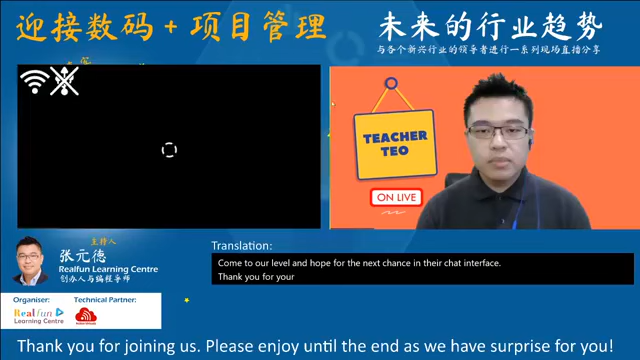 迎接数码 + 项目管理
未来的行业趋势
与各个新兴行业的领导者进行一系列现场直播分享
TEACHER
TEO
ON LIVE
主持人
张元德
Realfun Learning Centre
创办人与编程导师
Translation:
Come to our level and hope for the next chance in their chat interface.
Thank you for your
Organiser:
Technical Partner:
Realfun
Learning Centre
Thank you for joining us. Please enjoy until the end as we have surprise for you!